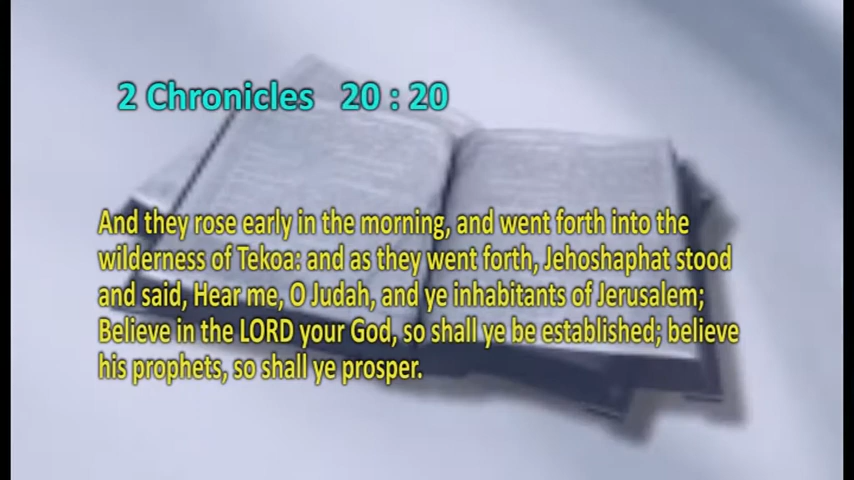 2 Chronicles 20 : 20
And they rose early in the morning, and went forth into the
wilderness of Tekoa: and as they went forth, Jehoshaphat stood
and said, Hear me, O Judah, and ye inhabitants of Jerusalem;
Believe in the LORD your God, so shall ye be established; believe
his prophets, so shall ye prosper.